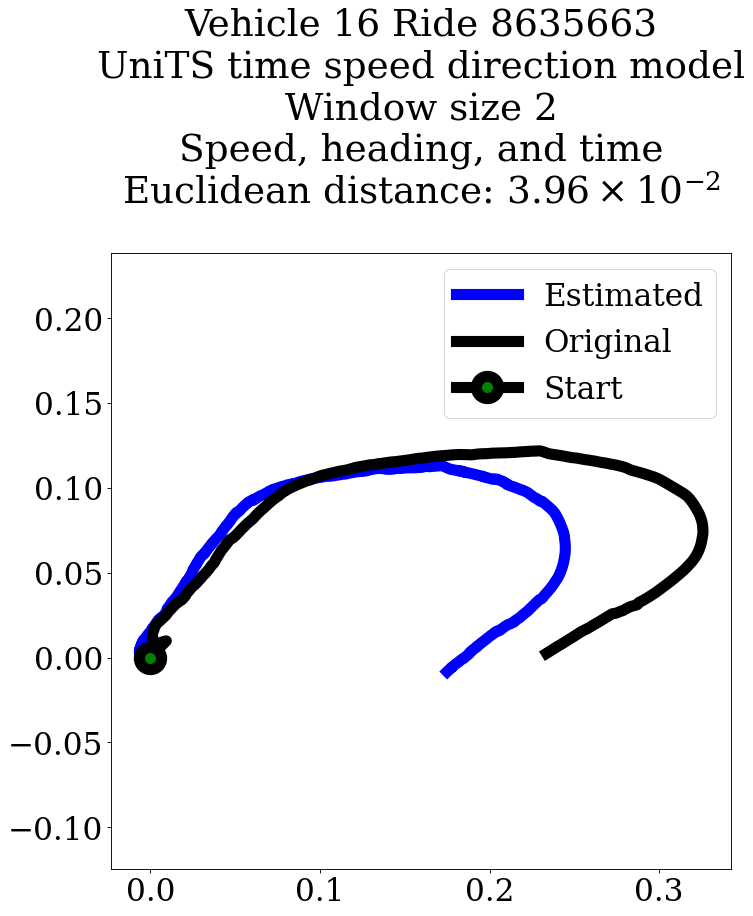 Vehicle 16 Ride 8635663
UniTS time speed direction model
Window size 2
Speed, heading, and time
Euclidean distance: 3.96 × 10⁻²
Estimated
Original
Start
0.20
0.15
0.10
0.05
0.00
−0.05
−0.10
0.0 0.1 0.2 0.3